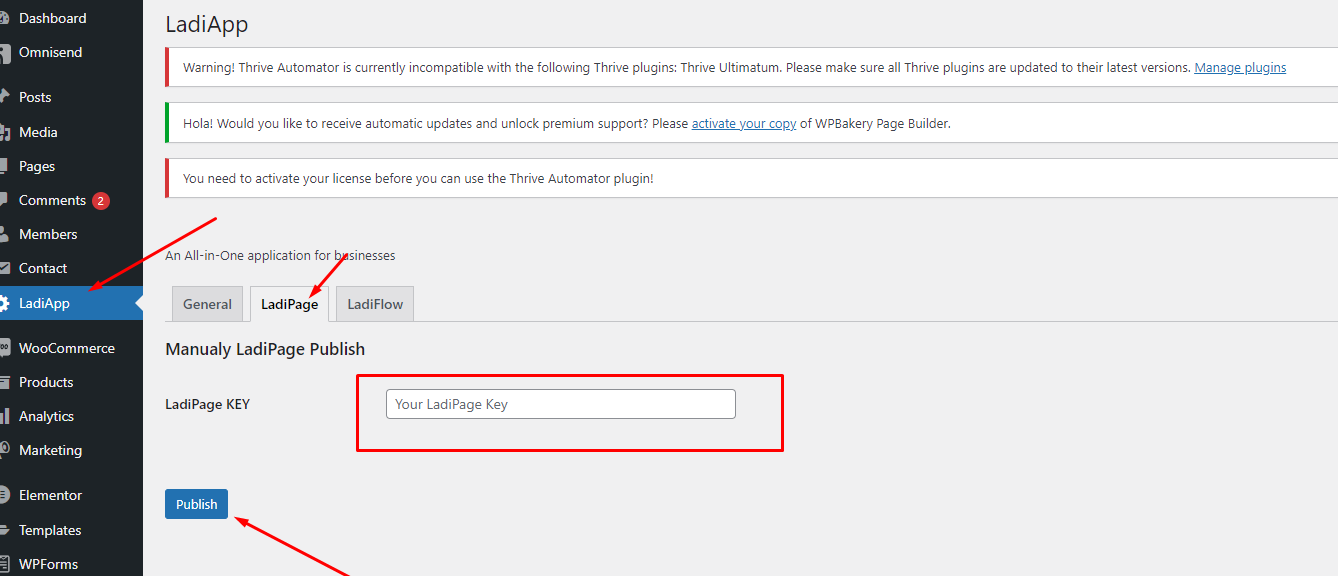 Dashboard
Omnisend
Posts
Media
Pages
Comments 2
Members
Contact
LadiApp
WooCommerce
Products
Analytics
Marketing
Elementor
Templates
WPForms
LadiApp
Warning! Thrive Automator is currently incompatible with the following Thrive plugins: Thrive Ultimatum. Please make sure all Thrive plugins are updated to their latest versions. Manage plugins
Hola! Would you like to receive automatic updates and unlock premium support? Please activate your copy of WPBakery Page Builder.
You need to activate your license before you can use the Thrive Automator plugin!
An All-in-One application for businesses
General LadiPage LadiFlow
Manualy LadiPage Publish
LadiPage KEY Your LadiPage Key
Publish